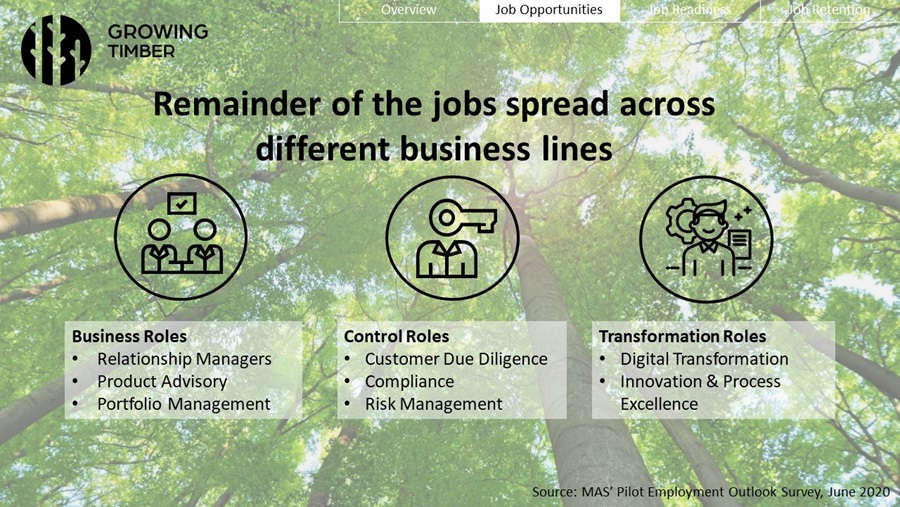 Overview
Job Opportunities
Job Readiness
Job Retention
GROWING
TIMBER
Remainder of the jobs spread across
different business lines
Business Roles
• Relationship Managers
• Product Advisory
• Portfolio Management
Control Roles
• Customer Due Diligence
• Compliance
• Risk Management
Transformation Roles
• Digital Transformation
• Innovation & Process
Excellence
Source: MAS' Pilot Employment Outlook Survey, June 2020